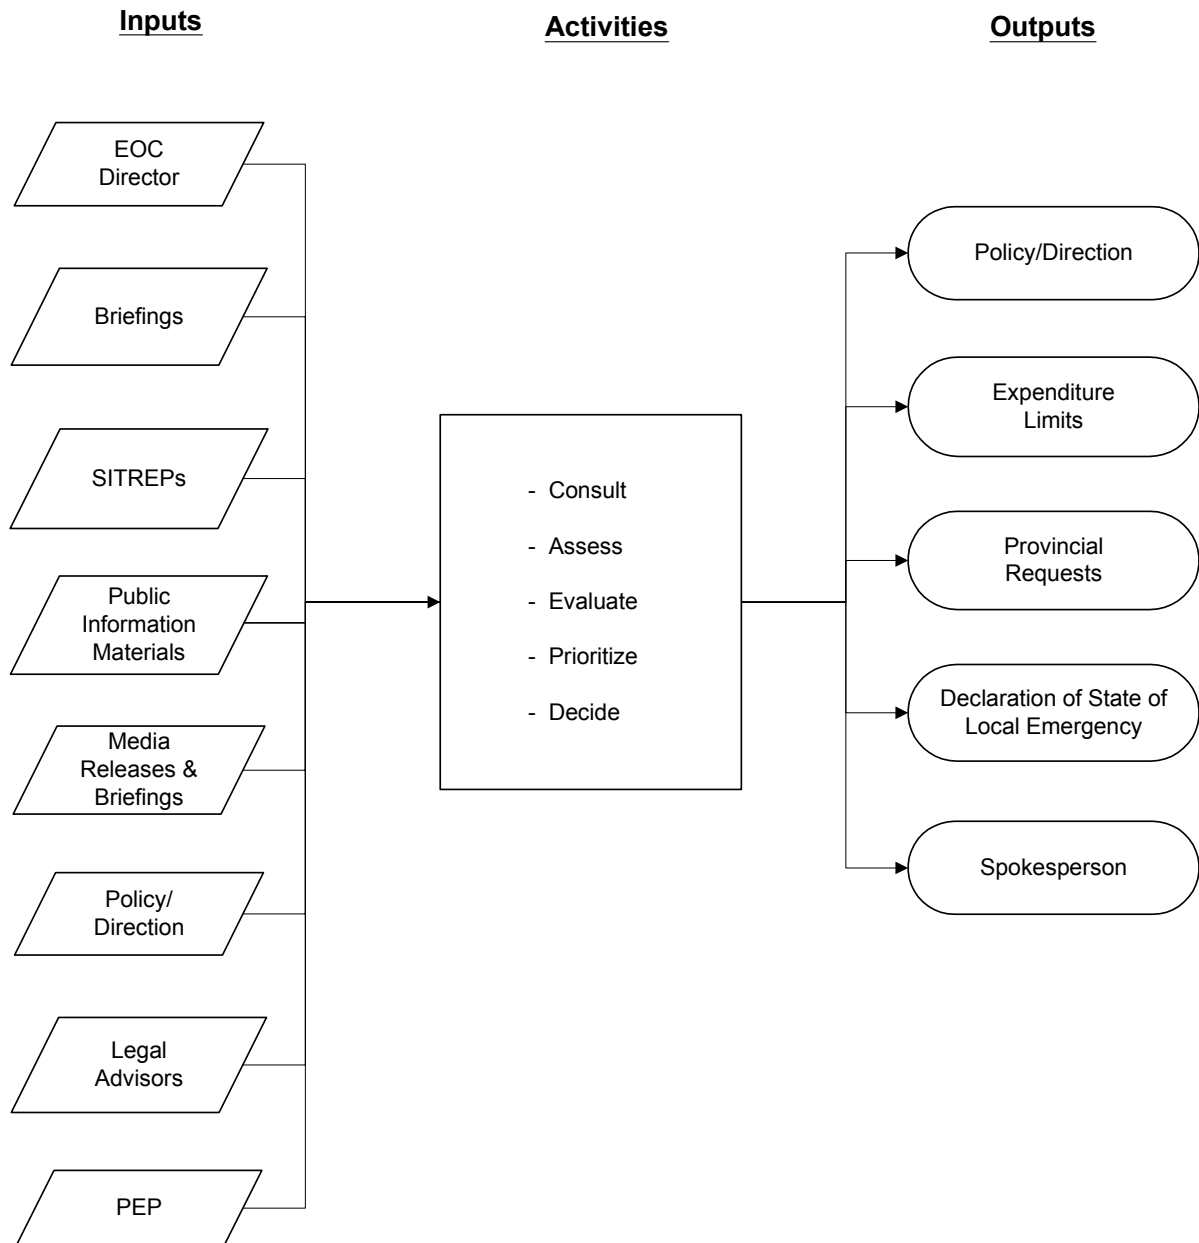 Inputs
Activities
Outputs
EOC
Director
Briefings
SITREPs
Public
Information
Materials
Media
Releases &
Briefings
Policy/
Direction
Legal
Advisors
PEP
- Consult
- Assess
- Evaluate
- Prioritize
- Decide
Policy/Direction
Expenditure
Limits
Provincial
Requests
Declaration of State of
Local Emergency
Spokesperson